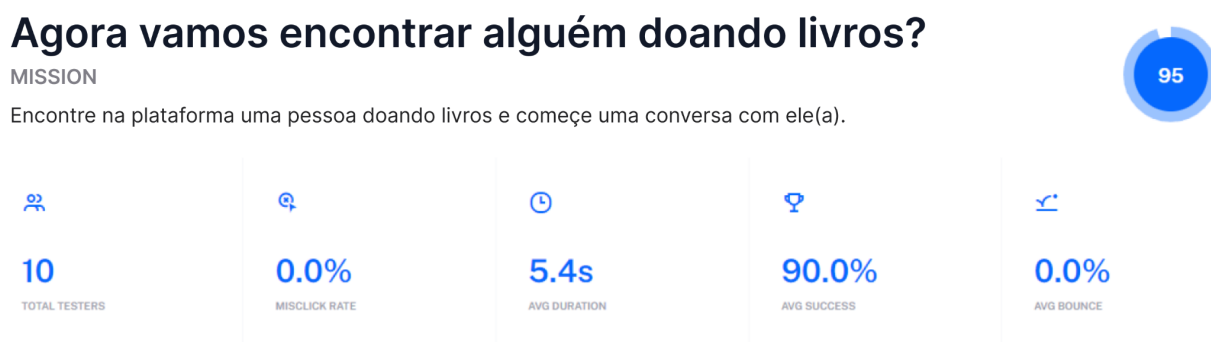 Agora vamos encontrar alguém doando livros?
MISSION
95
Encontre na plataforma uma pessoa doando livros e começe uma conversa com ele(a).
10
TOTAL TESTERS
0.0%
MISCLICK RATE
5.4s
AVG DURATION
90.0%
AVG SUCCESS
0.0%
AVG BOUNCE